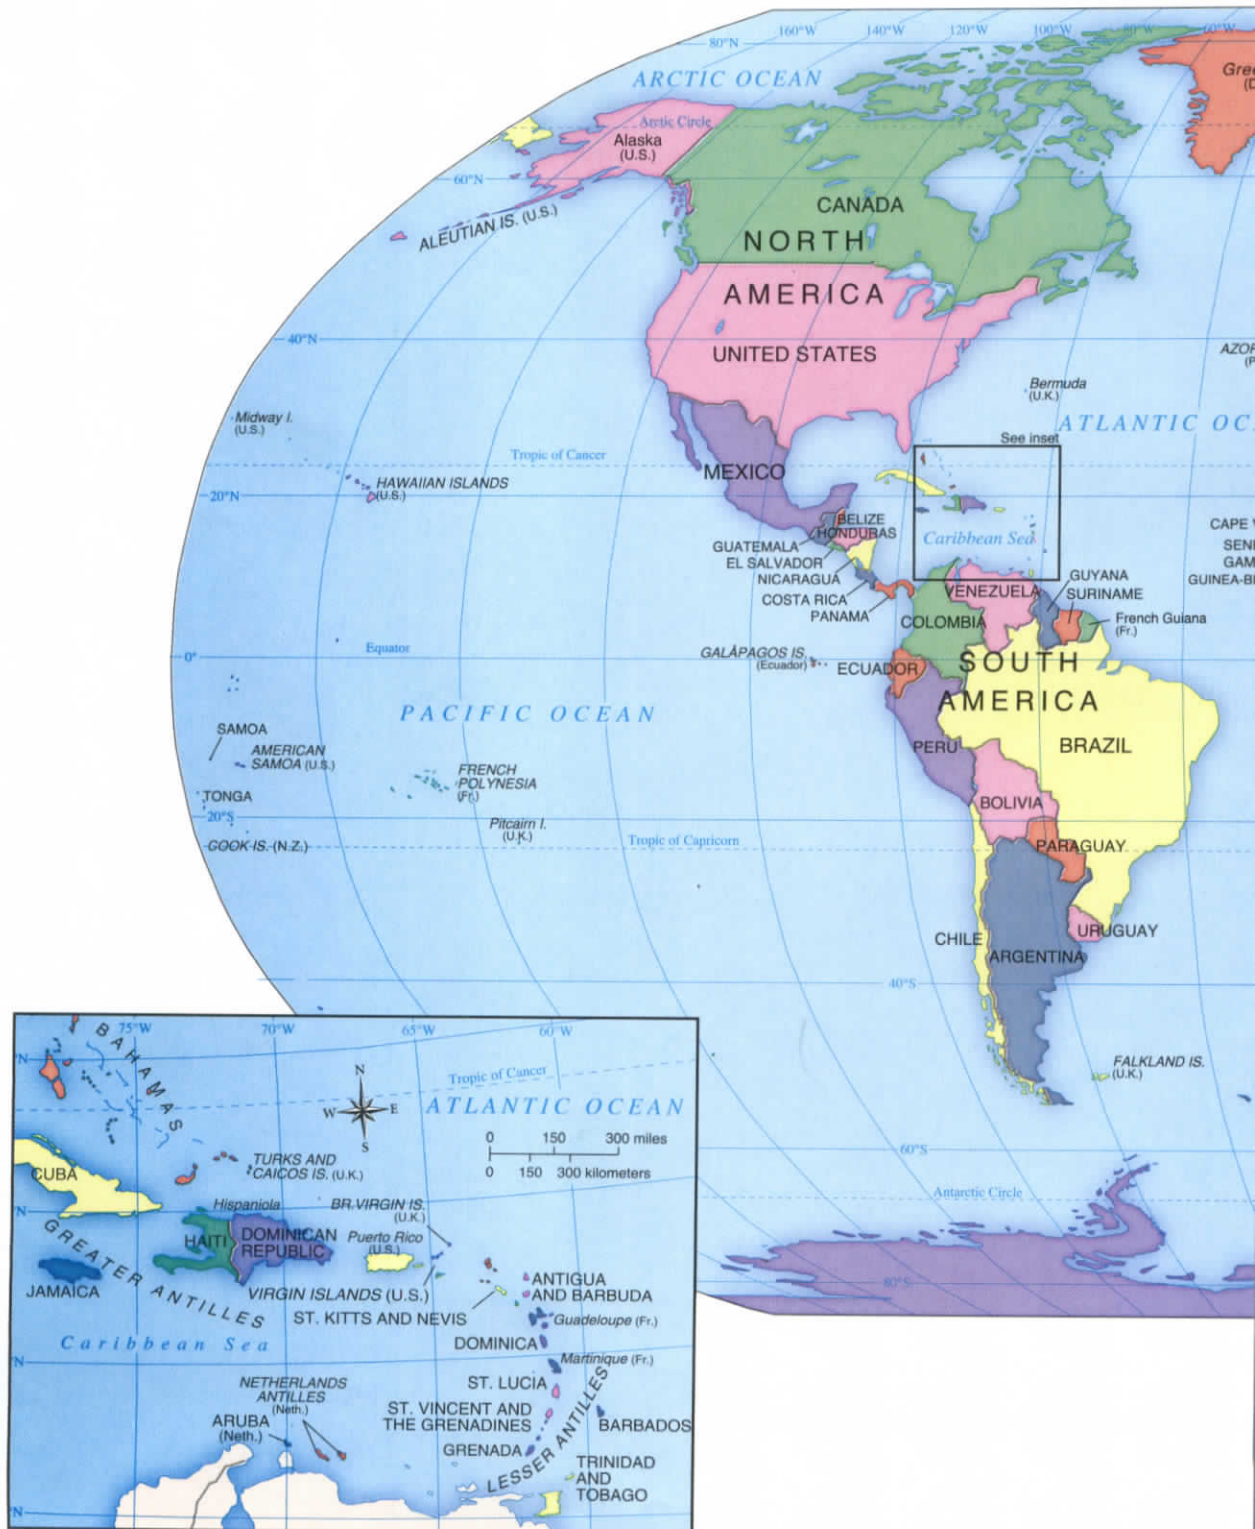 160°W
140°W
120°W
100°W
80°W
60°W
80°N
ARCTIC OCEAN
Arctic Circle
Alaska
(U.S.)
60°N
ALEUTIAN IS. (U.S.)
CANADA
NORTH
AMERICA
UNITED STATES
40°N
Bermuda
(U.K.)
Midway I.
(U.S.)
ATLANTIC
See inset
Tropic of Cancer
MEXICO
HAWAIIAN ISLANDS
(U.S.)
20°N
BELIZE
HONDURAS
GUATEMALA
EL SALVADOR
NICARAGUA
COSTA RICA
PANAMA
Caribbean Sea
CAPE
GUYANA
SURINAME
VENEZUELA
French Guiana
(Fr.)
COLOMBIA
Equator
0°
GALÁPAGOS IS.
(Ecuador)
ECUADOR
SOUTH
AMERICA
PACIFIC OCEAN
PERU
BRAZIL
SAMOA
AMERICAN
SAMOA (U.S.)
FRENCH
POLYNESIA
(Fr.)
TONGA
BOLIVIA
20°S
Pitcairn I.
(U.K.)
COOK IS. (N.Z.)
Tropic of Capricorn
PARAGUAY
CHILE
URUGUAY
ARGENTINA
40°S
FALKLAND IS.
(U.K.)
60°S
Antarctic Circle
80°S
75°W
70°W
65°W
60°W
BAHAMAS
Tropic of Cancer
N
W
E
S
ATLANTIC OCEAN
0 150 300 miles
0 150 300 kilometers
TURKS AND
CAICOS IS. (U.K.)
CUBA
Hispaniola
BR. VIRGIN IS.
(U.K.)
HAITI
DOMINICAN
REPUBLIC
Puerto Rico
(U.S.)
GREATER ANTILLES
JAMAICA
VIRGIN ISLANDS (U.S.)
ANTIGUA
AND BARBUDA
ST. KITTS AND NEVIS
Guadeloupe (Fr.)
Caribbean Sea
DOMINICA
Martinique (Fr.)
NETHERLANDS
ANTILLES
(Neth.)
ST. LUCIA
ARUBA
(Neth.)
ST. VINCENT AND
THE GRENADINES
BARBADOS
GRENADA
LESSER ANTILLES
TRINIDAD
AND
TOBAGO